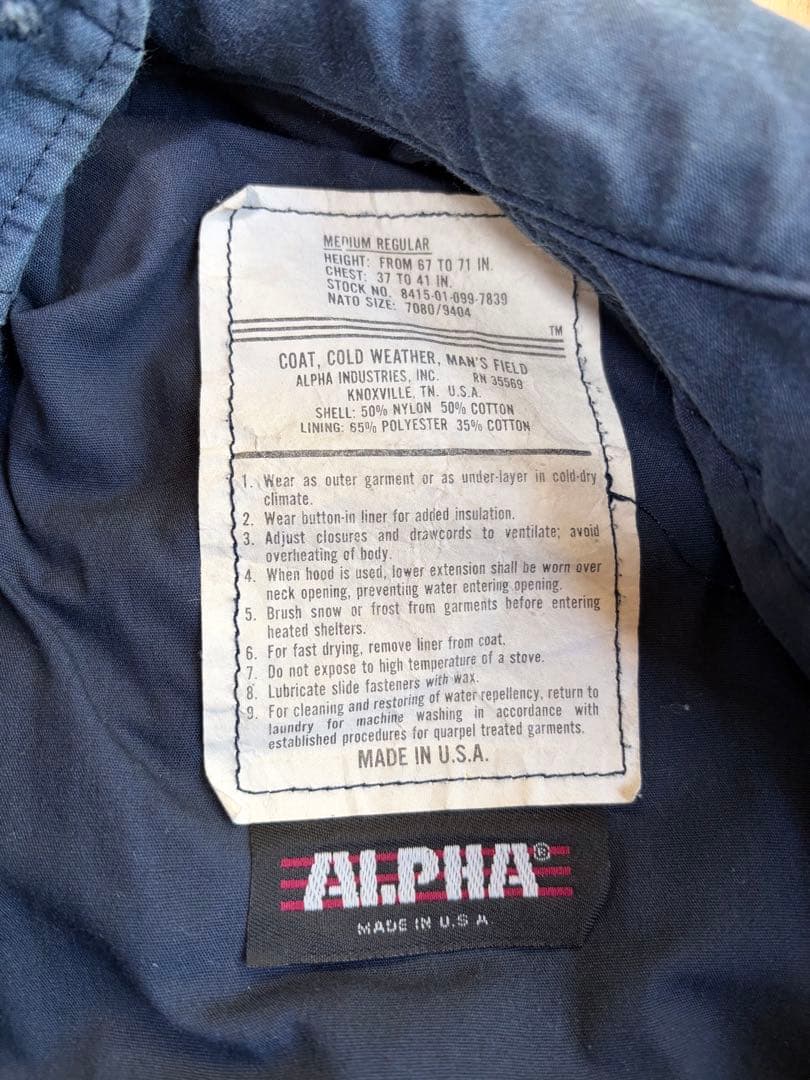 MEDIUM REGULAR
HEIGHT: FROM 67 TO 71 IN.
CHEST: 37 TO 41 IN.
STOCK NO. 8415-01-099-7839
NATO SIZE: 7080/9404
TM
COAT, COLD WEATHER, MAN'S FIELD
ALPHA INDUSTRIES, INC. RN 35569
KNOXVILLE, TN. U.S.A.
SHELL: 50% NYLON 50% COTTON
LINING: 65% POLYESTER 35% COTTON
1. Wear as outer garment or as under-layer in cold-dry
climate.
2. Wear button-in liner for added insulation.
3. Adjust closures and drawcords to ventilate; avoid
overheating of body.
4. When hood is used, lower extension shall be worn over
neck opening, preventing water entering opening.
5. Brush snow or frost from garments before entering
heated shelters.
6. For fast drying, remove liner from coat.
7. Do not expose to high temperature of a stove.
8. Lubricate slide fasteners with wax.
9. For cleaning and restoring of water repellency, return to
laundry for machine washing in accordance with
established procedures for quarpel treated garments.
MADE IN U.S.A.
ALPHA®
MADE IN U.S.A